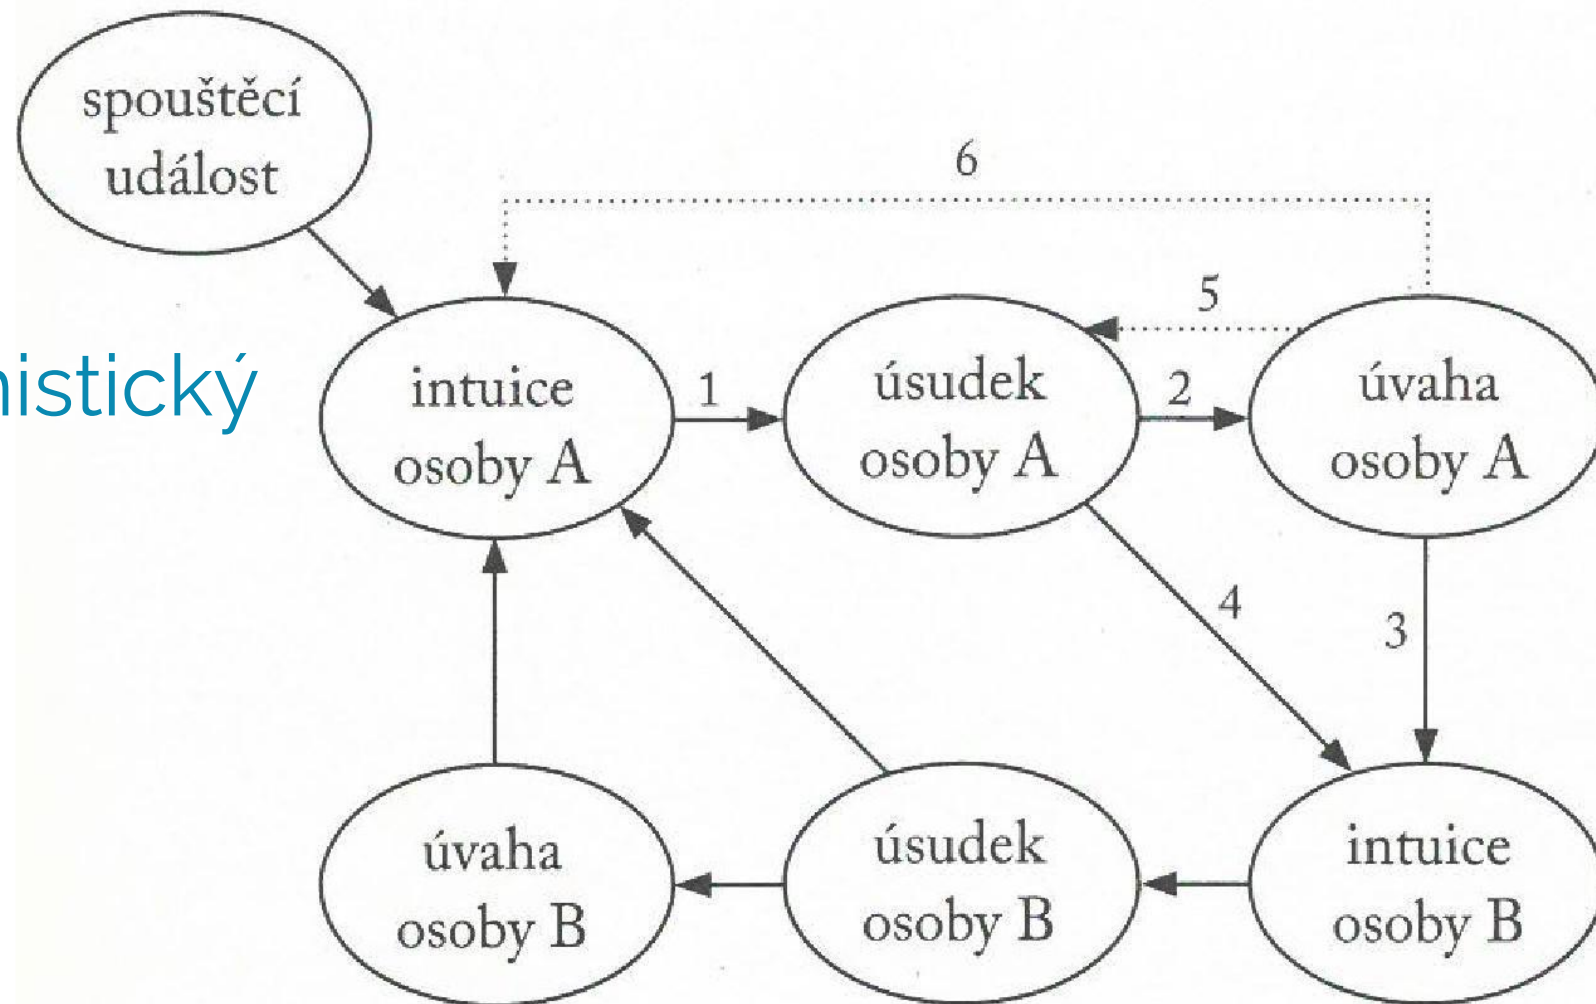 spouštěcí
událost
6
5
nistický
intuice
osoby A
1
úsudek
osoby A
2
úvaha
osoby A
4
3
úvaha
osoby B
úsudek
osoby B
intuice
osoby B